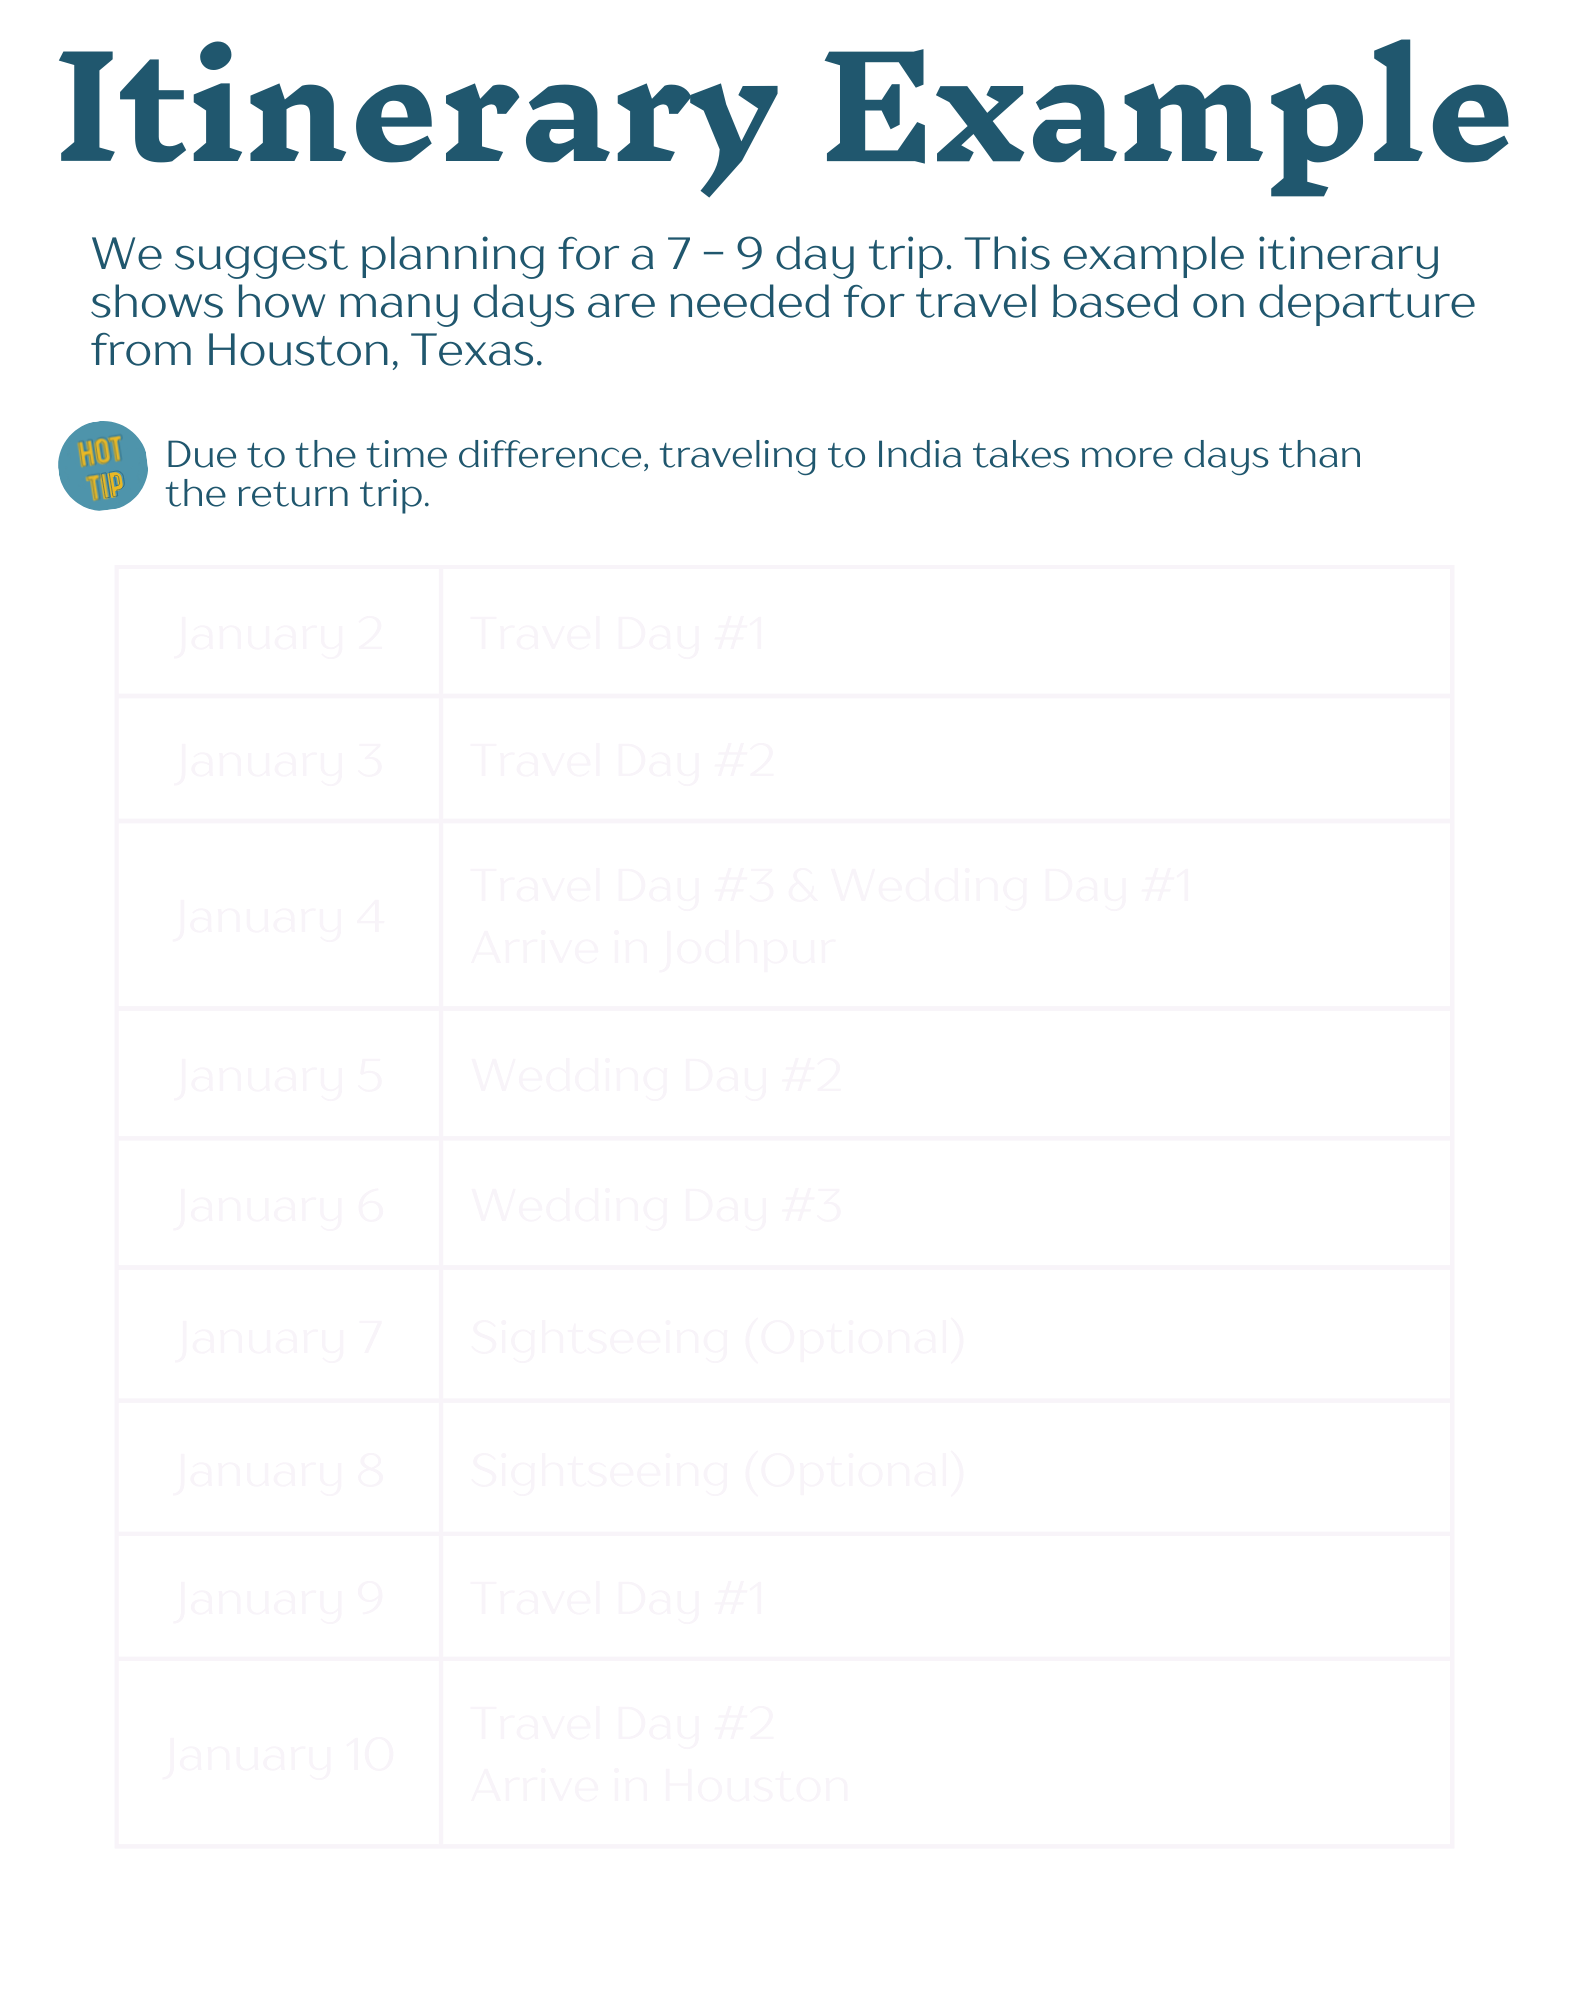 Itinerary Example
We suggest planning for a 7 – 9 day trip. This example itinerary
shows how many days are needed for travel based on departure
from Houston, Texas.
HOT
TIP
Due to the time difference, traveling to India takes more days than
the return trip.
January 2
Travel Day #1
January 3
Travel Day #2
January 4
Travel Day #3 & Wedding Day #1
Arrive in Jodhpur
January 5
Wedding Day #2
January 6
Wedding Day #3
January 7
Sightseeing (Optional)
January 8
Sightseeing (Optional)
January 9
Travel Day #1
January 10
Travel Day #2
Arrive in Houston